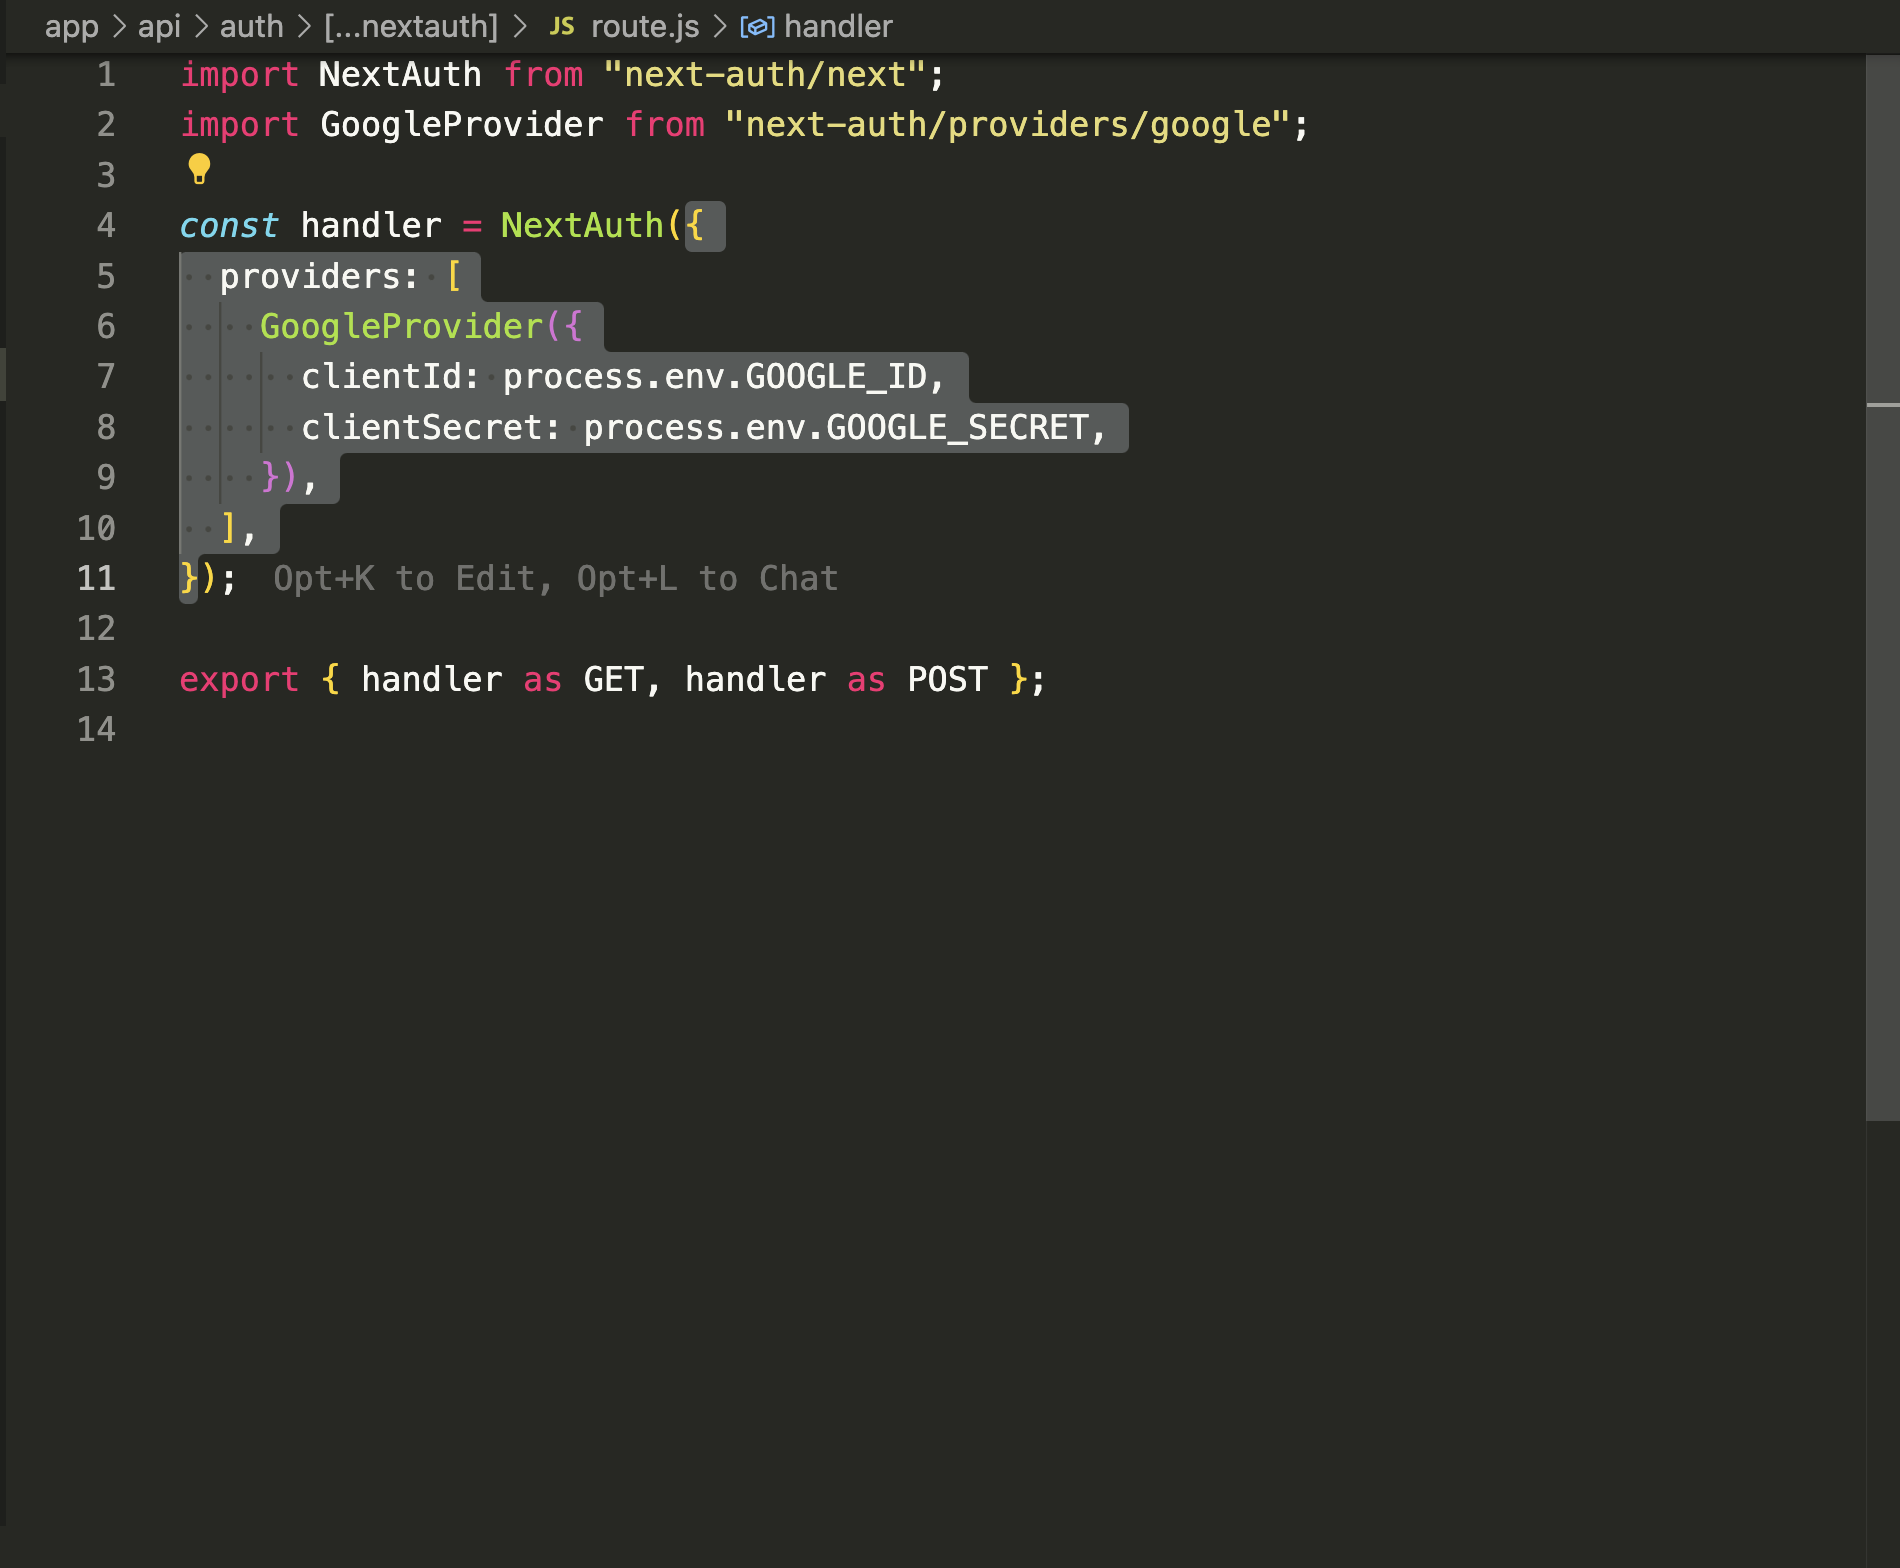 app > api > auth > [...nextauth] > JS route.js > handler
1 import NextAuth from "next-auth/next";
2 import GoogleProvider from "next-auth/providers/google";
3
4 const handler = NextAuth({
5   providers: [
6     GoogleProvider({
7       clientId: process.env.GOOGLE_ID,
8       clientSecret: process.env.GOOGLE_SECRET,
9     }),
10   ],
11 }); Opt+K to Edit, Opt+L to Chat
12
13 export { handler as GET, handler as POST };
14